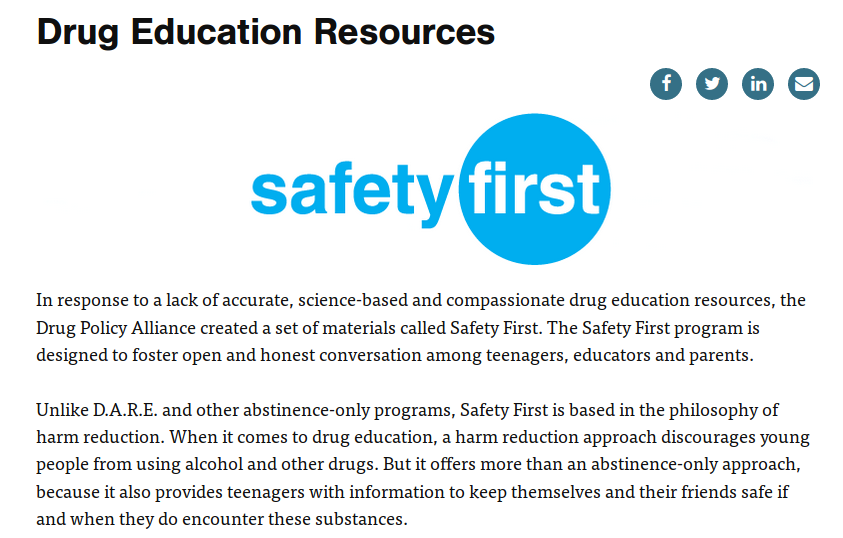 Drug Education Resources
safetyfirst
In response to a lack of accurate, science-based and compassionate drug education resources, the
Drug Policy Alliance created a set of materials called Safety First. The Safety First program is
designed to foster open and honest conversation among teenagers, educators and parents.
Unlike D.A.R.E. and other abstinence-only programs, Safety First is based in the philosophy of
harm reduction. When it comes to drug education, a harm reduction approach discourages young
people from using alcohol and other drugs. But it offers more than an abstinence-only approach,
because it also provides teenagers with information to keep themselves and their friends safe if
and when they do encounter these substances.